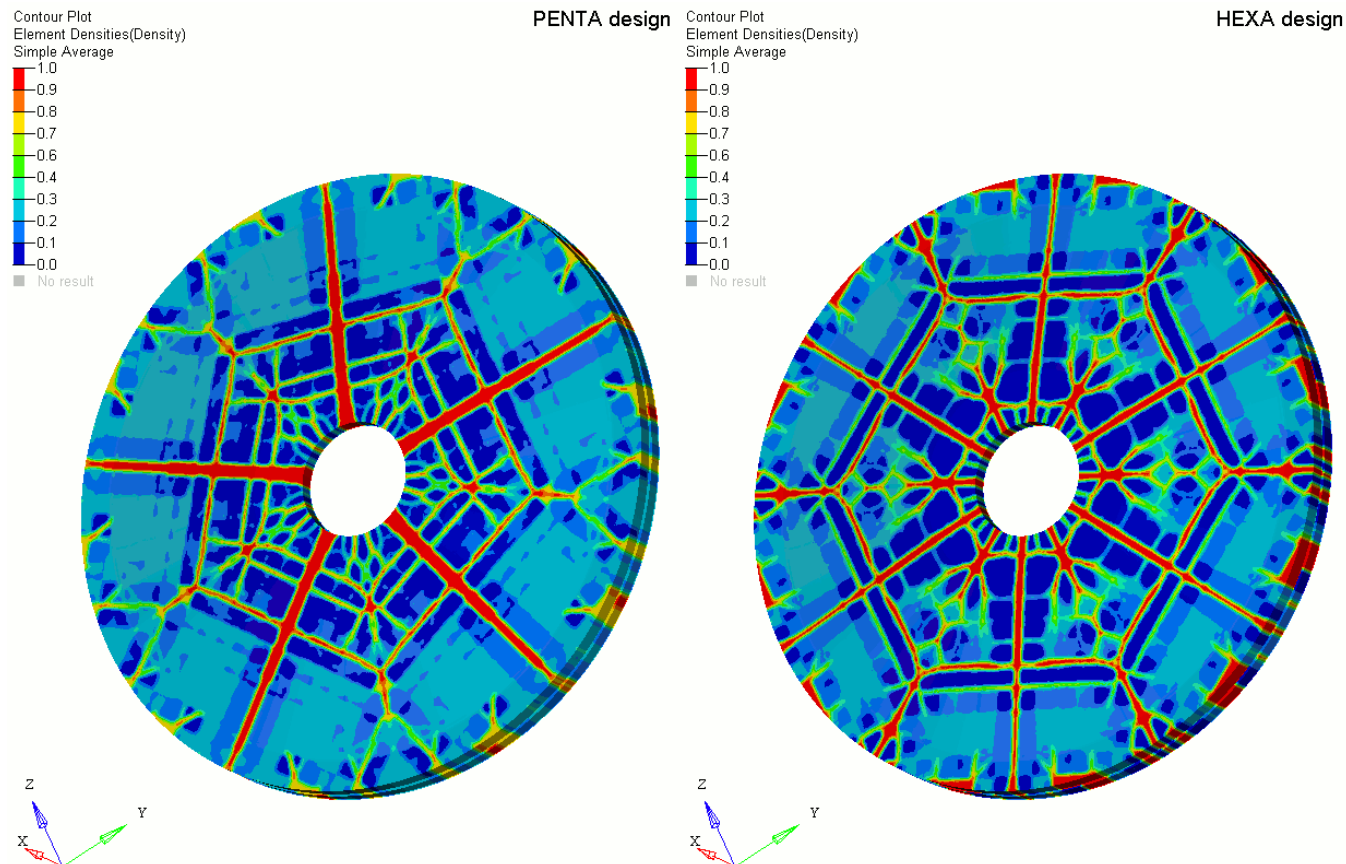 Contour Plot
Element Densities(Density)
Simple Average
1.0
0.9
0.8
0.7
0.6
0.4
0.3
0.2
0.1
0.0
No result
PENTA design
Z
Y
X
Contour Plot
Element Densities(Density)
Simple Average
1.0
0.9
0.8
0.7
0.6
0.4
0.3
0.2
0.1
0.0
No result
HEXA design
Z
Y
X